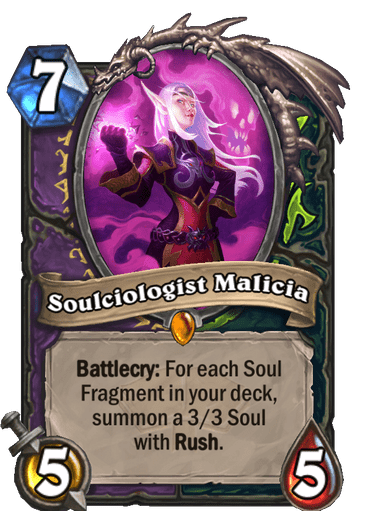 7
Soulciologist Malicia
Battlecry: For each Soul
Fragment in your deck,
summon a 3/3 Soul
with Rush.
5
5